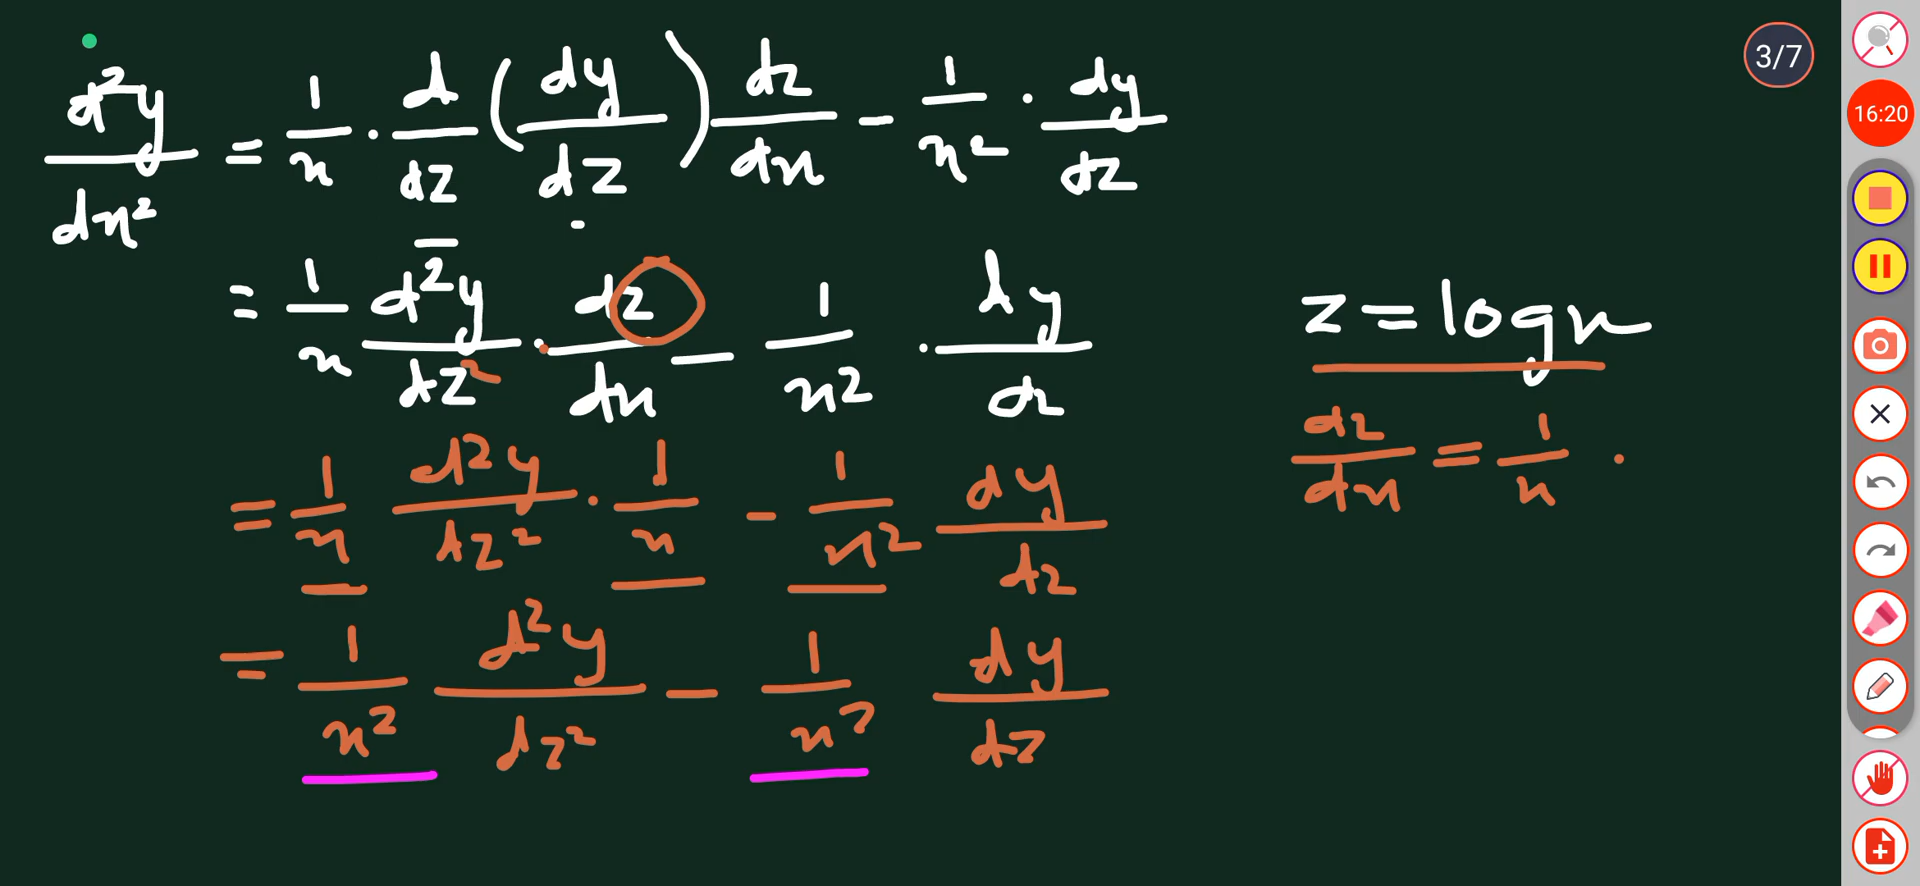 3/7
16:20
d²y/dx² = 1/x · d/dz (dy/dz) dz/dx - 1/x² · dy/dz
= 1/x d²y/dz² · dz/dx - 1/x² · dy/dz
z = log x
dz/dx = 1/x .
= 1/x d²y/dz² · 1/x - 1/x² dy/dz
= 1/x² d²y/dz² - 1/x² dy/dz